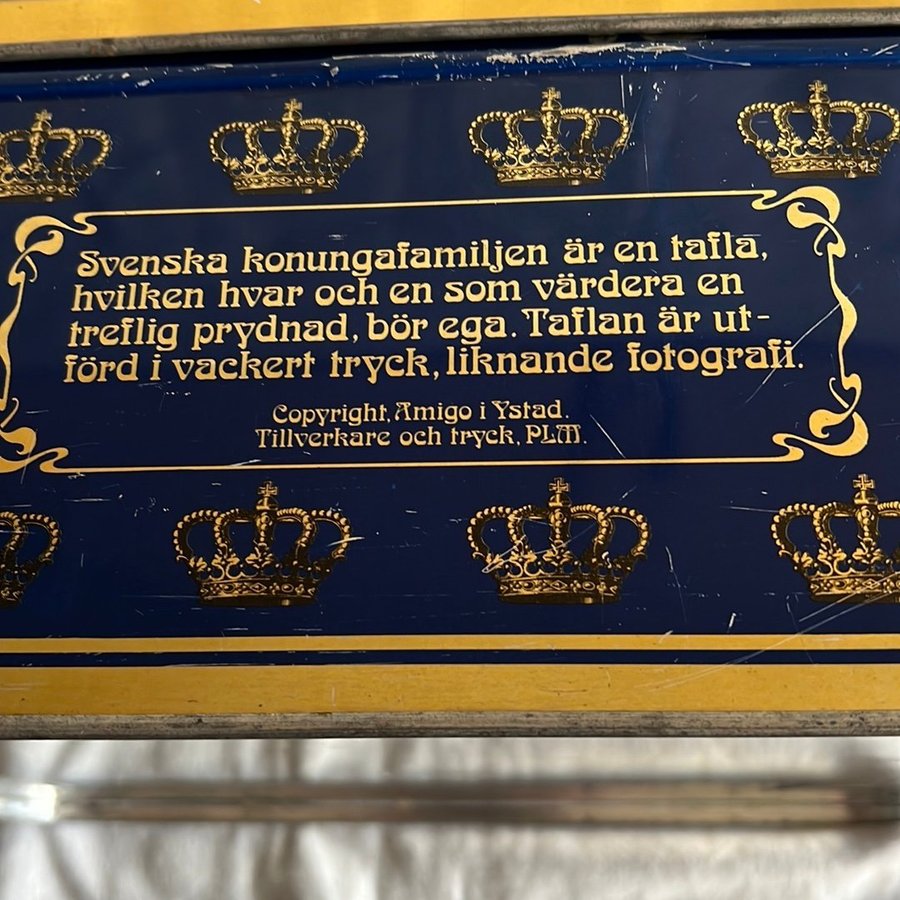 Svenska konungafamiljen är en tafla,
hvilken hvar och en som värdera en
treflig prydnad, bör ega. Taflan är ut-
förd i vackert tryck, liknande fotografi.
Copyright, Amigo i Ystad.
Tillverkare och tryck, PLM.